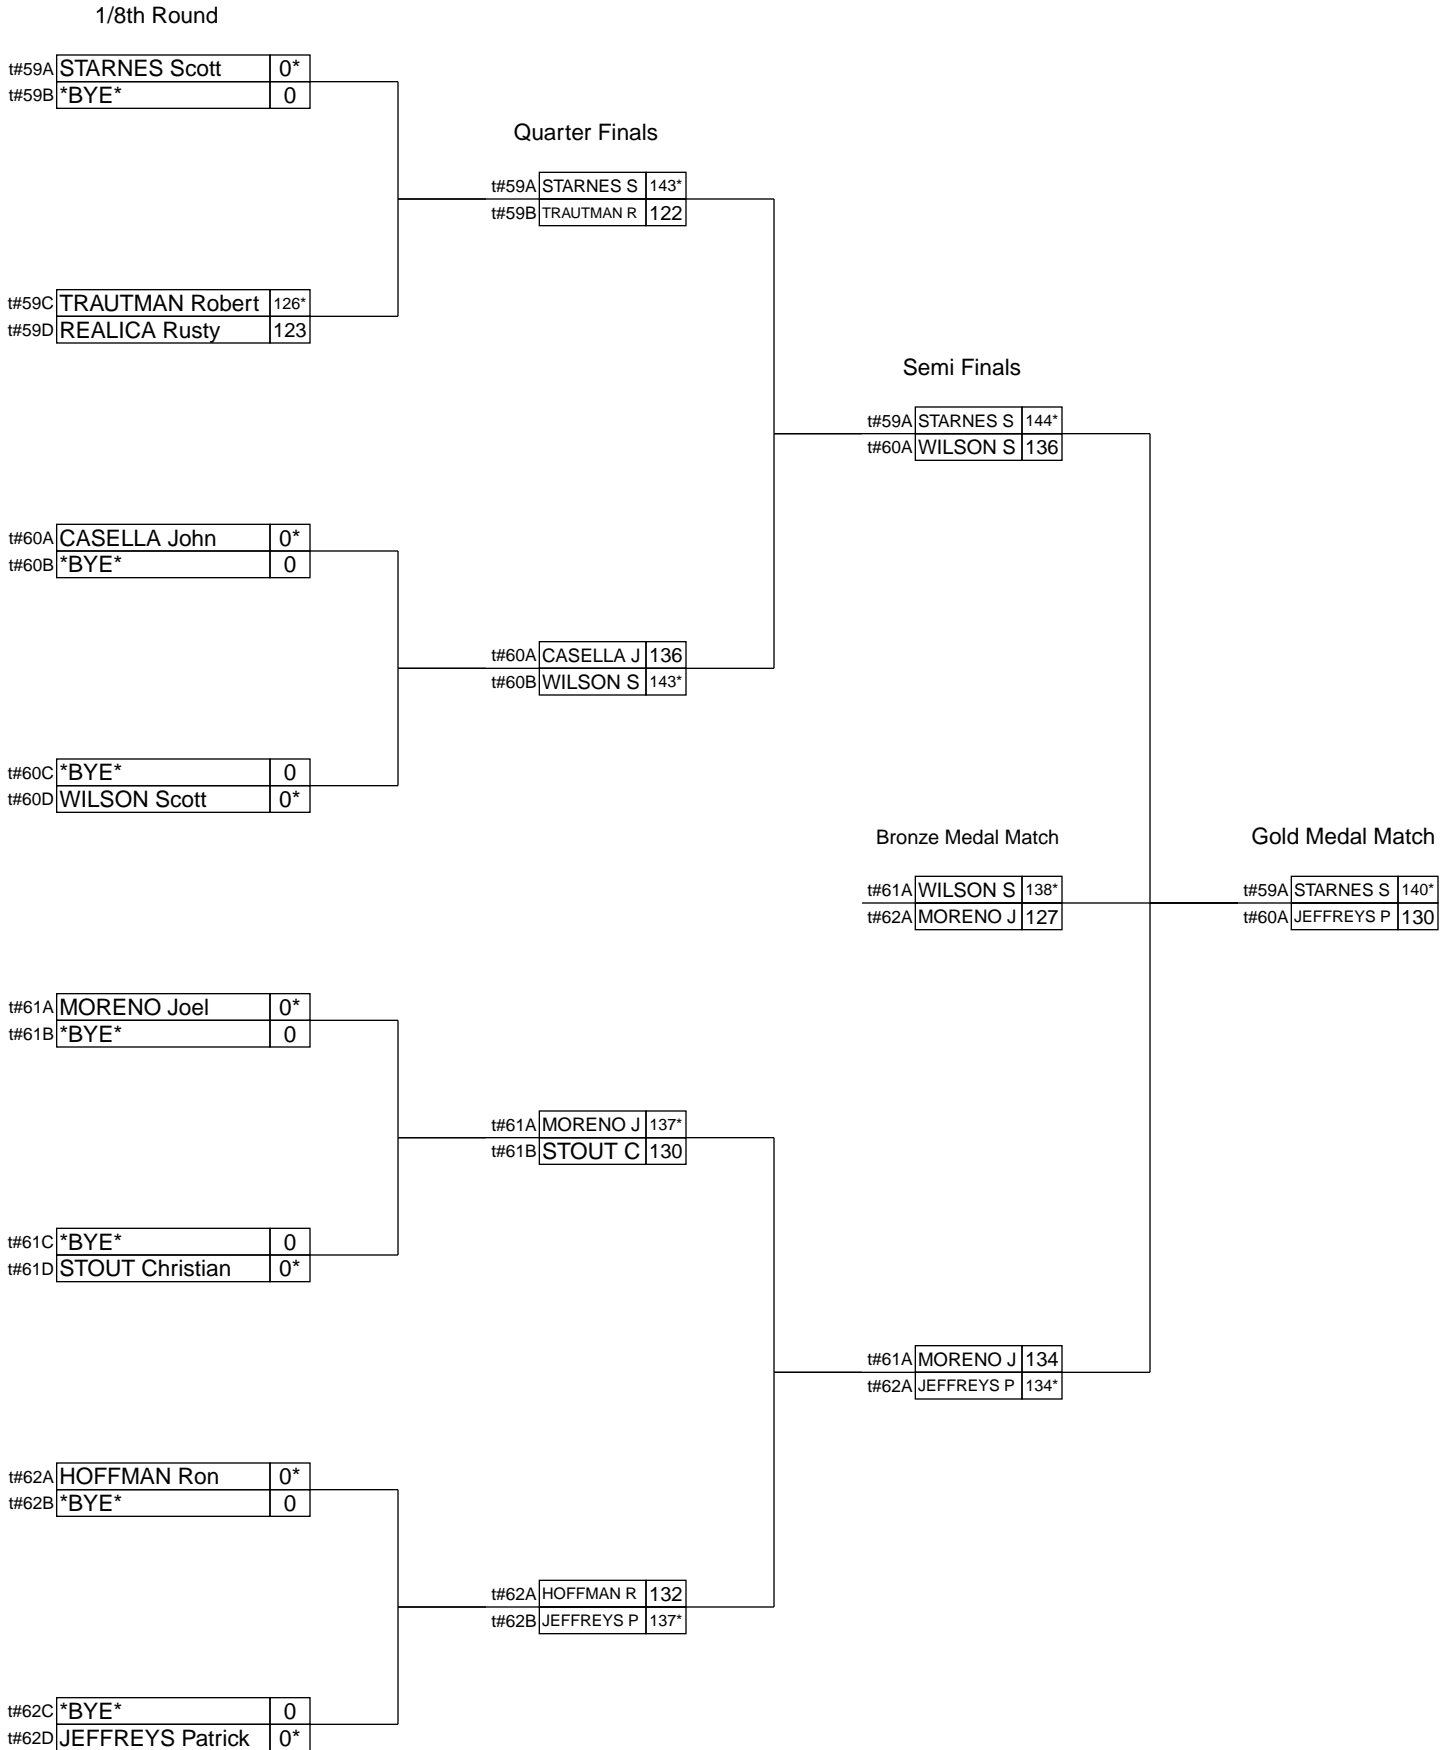 1/8th Round
t#59A STARNES Scott 0*
t#59B *BYE* 0
Quarter Finals
t#59A STARNES S 143*
t#59B TRAUTMAN R 122
t#59C TRAUTMAN Robert 126*
t#59D REALICA Rusty 123
Semi Finals
t#59A STARNES S 144*
t#60A WILSON S 136
t#60A CASELLA John 0*
t#60B *BYE* 0
t#60A CASELLA J 136
t#60B WILSON S 143*
t#60C *BYE* 0
t#60D WILSON Scott 0*
Bronze Medal Match
Gold Medal Match
t#61A WILSON S 138*
t#62A MORENO J 127
t#59A STARNES S 140*
t#60A JEFFREYS P 130
t#61A MORENO Joel 0*
t#61B *BYE* 0
t#61A MORENO J 137*
t#61B STOUT C 130
t#61C *BYE* 0
t#61D STOUT Christian 0*
t#61A MORENO J 134
t#62A JEFFREYS P 134*
t#62A HOFFMAN Ron 0*
t#62B *BYE* 0
t#62A HOFFMAN R 132
t#62B JEFFREYS P 137*
t#62C *BYE* 0
t#62D JEFFREYS Patrick 0*